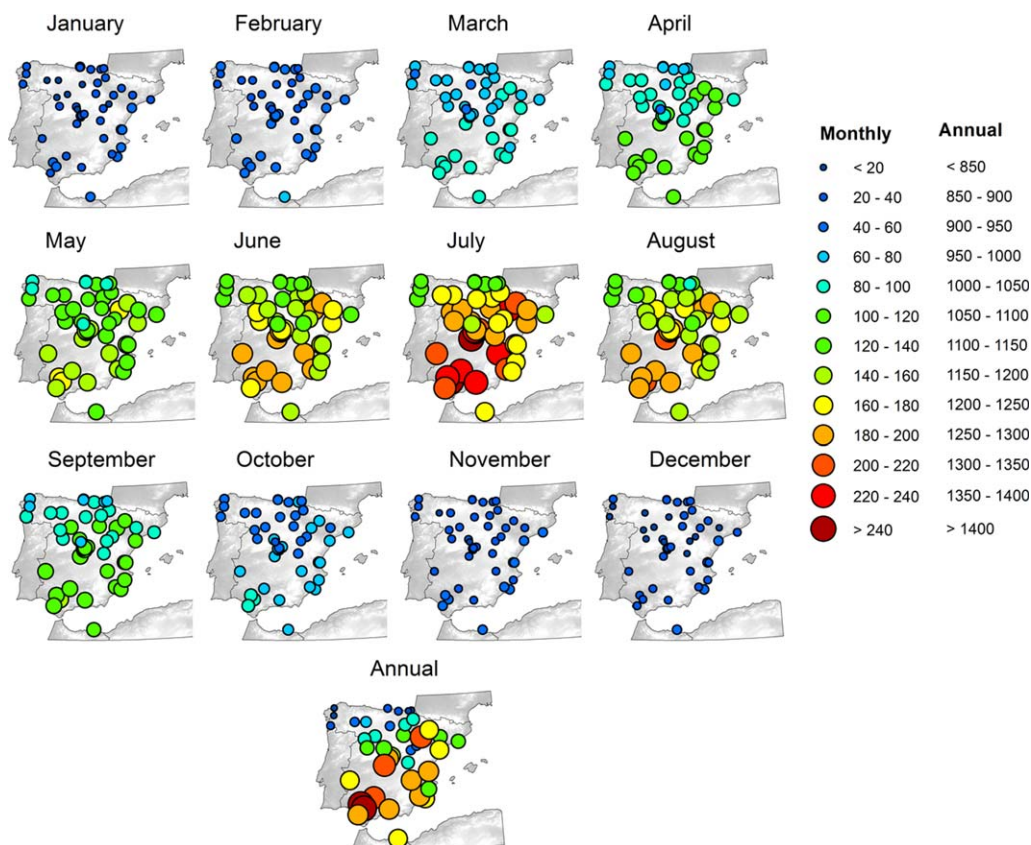 January February March April
Monthly Annual
< 20 < 850
20 - 40 850 - 900
40 - 60 900 - 950
60 - 80 950 - 1000
80 - 100 1000 - 1050
100 - 120 1050 - 1100
120 - 140 1100 - 1150
140 - 160 1150 - 1200
160 - 180 1200 - 1250
180 - 200 1250 - 1300
200 - 220 1300 - 1350
220 - 240 1350 - 1400
> 240 > 1400
May June July August
September October November December
Annual